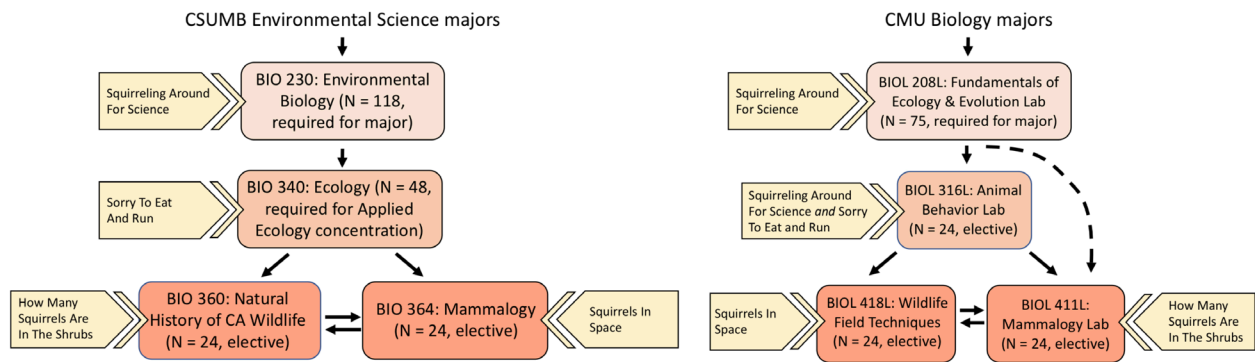 CSUMB Environmental Science majors
Squirreling Around
For Science
BIO 230: Environmental
Biology (N = 118,
required for major)
Sorry To Eat
And Run
BIO 340: Ecology (N = 48,
required for Applied
Ecology concentration)
How Many
Squirrels Are
In The Shrubs
BIO 360: Natural
History of CA Wildlife
(N = 24, elective)
BIO 364: Mammalogy
(N = 24, elective)
Squirrels In
Space
CMU Biology majors
Squirreling Around
For Science
BIOL 208L: Fundamentals of
Ecology & Evolution Lab
(N = 75, required for major)
Squirreling Around
For Science and Sorry
To Eat and Run
BIOL 316L: Animal
Behavior Lab
(N = 24, elective)
Squirrels In
Space
BIOL 418L: Wildlife
Field Techniques
(N = 24, elective)
BIOL 411L:
Mammalogy Lab
(N = 24, elective)
How Many
Squirrels Are
In The Shrubs